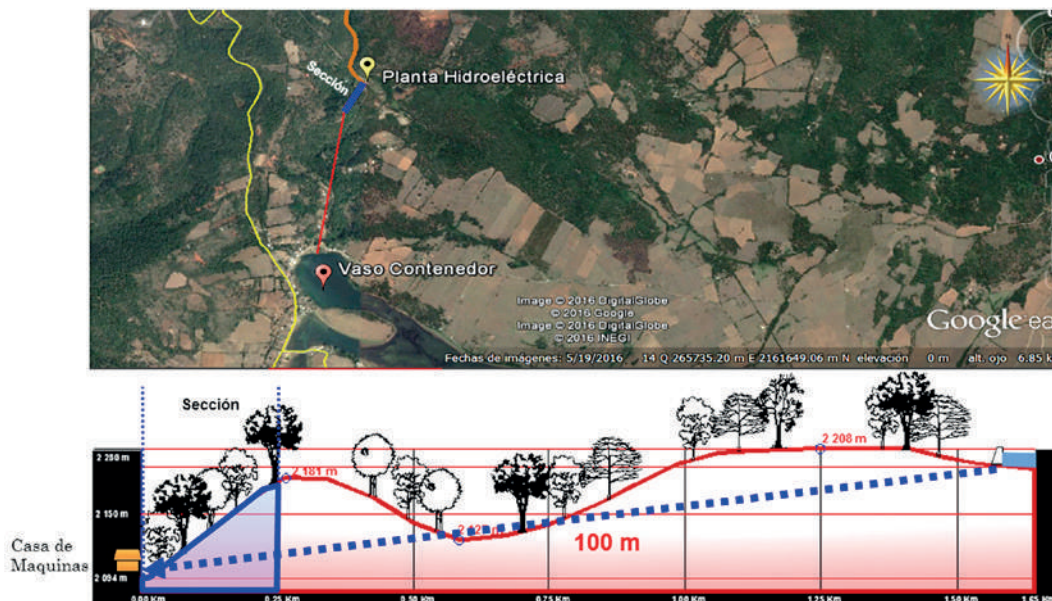 Sección
Planta Hidroeléctrica
Vaso Contenedor
Image © 2016 DigitalGlobe
© 2016 Google
Image © 2016 DigitalGlobe
© 2016 INEGI
Google ea
Fechas de imágenes: 5/19/2016 14 Q 265735.20 m E 2161649.06 m N elevación 0 m alt. ojo 6.85 k
Sección
2 208 m
2 181 m
2 150 m
100 m
Casa de
Maquinas
2 094 m
0.00 Km 0.25 Km 0.50 Km 0.75 Km 1.00 Km 1.25 Km 1.50 Km 1.65 Km